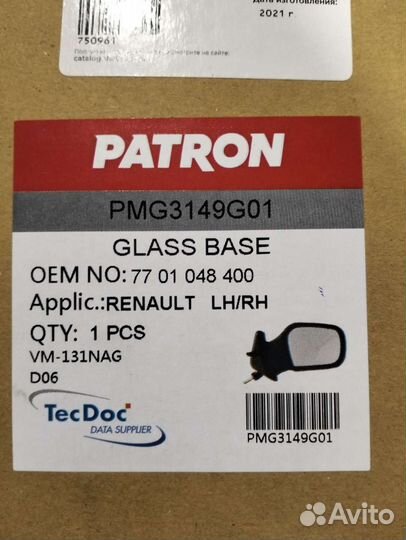 Дата изготовления:
2021 г
750961
PATRON
PMG3149G01
GLASS BASE
OEM NO: 77 01 048 400
Applic.: RENAULT LH/RH
QTY: 1 PCS
VM-131NAG
D06
TecDoc
DATA SUPPLIER
PMG3149G01
Avito